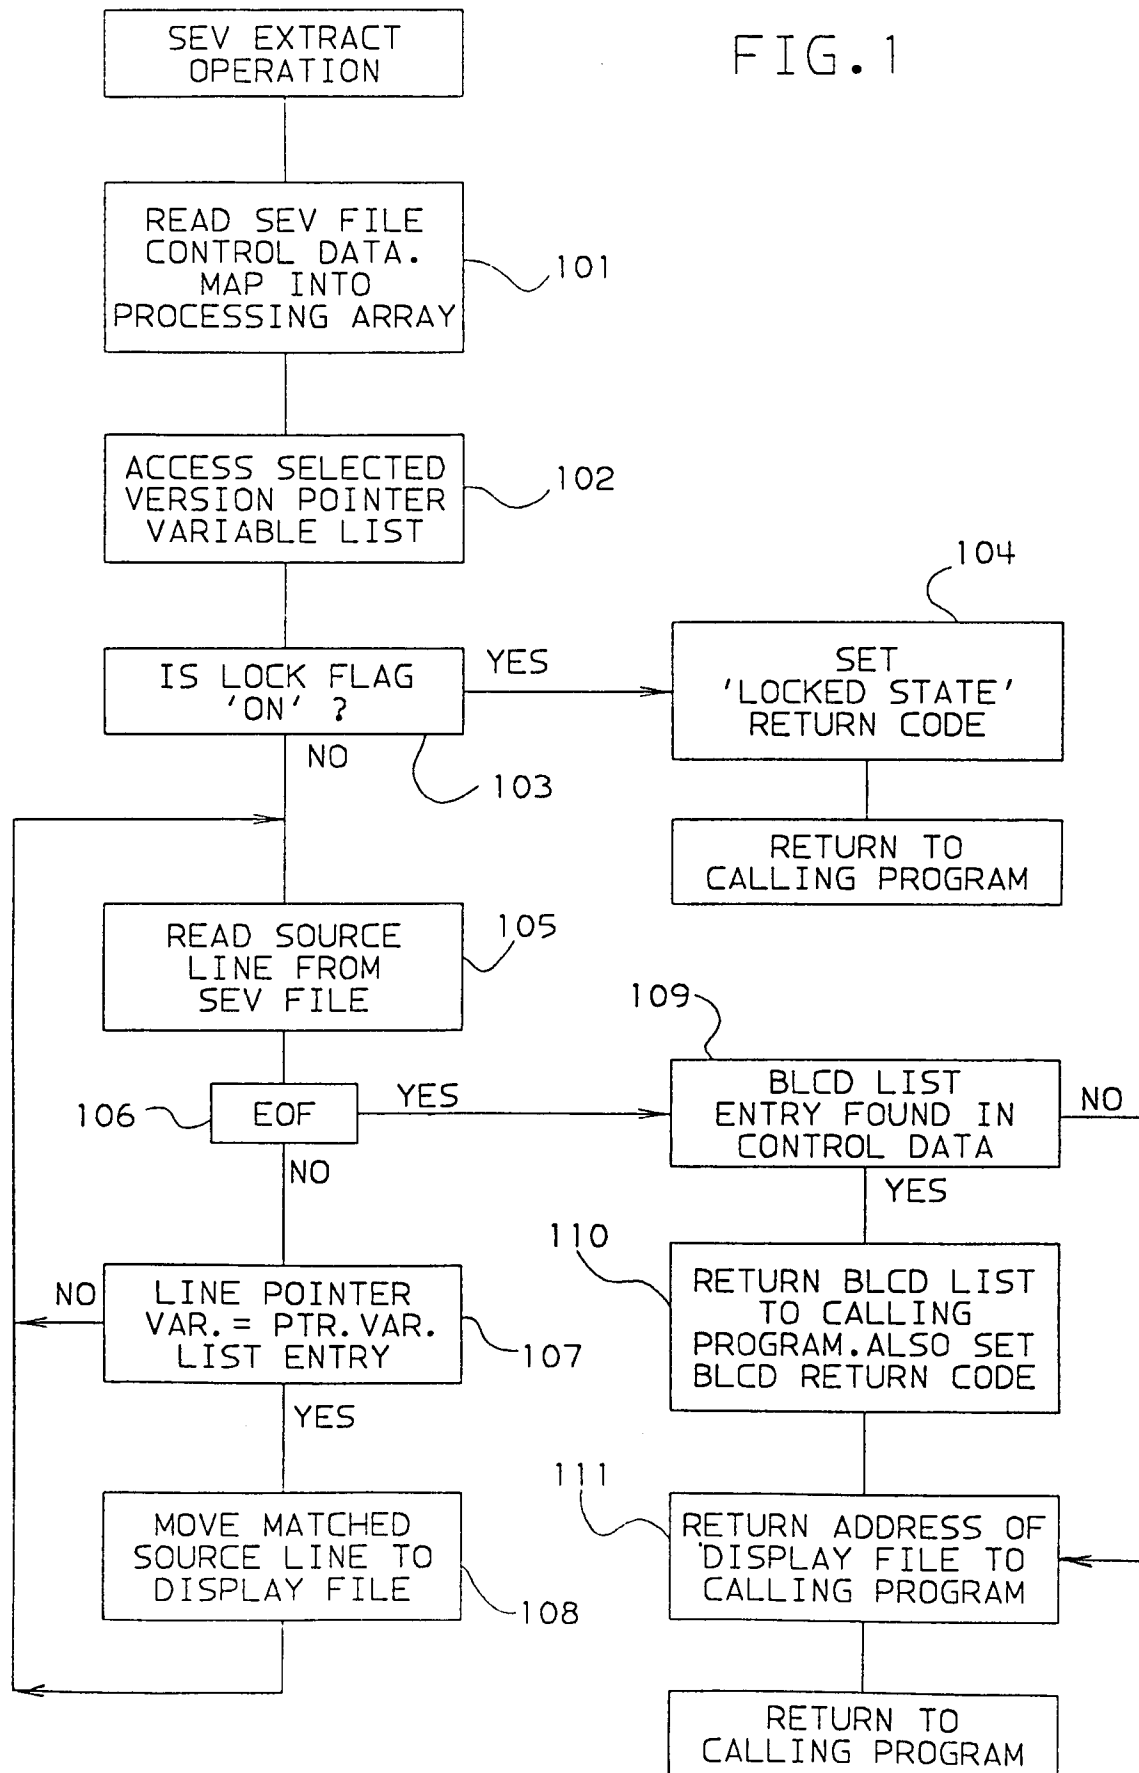 SEV EXTRACT
OPERATION
FIG.1
READ SEV FILE
CONTROL DATA.
MAP INTO
PROCESSING ARRAY
101
ACCESS SELECTED
VERSION POINTER
VARIABLE LIST
102
IS LOCK FLAG
'ON' ?
YES
NO
103
104
SET
'LOCKED STATE'
RETURN CODE
RETURN TO
CALLING PROGRAM
READ SOURCE
LINE FROM
SEV FILE
105
106
EOF
YES
NO
109
BLCD LIST
ENTRY FOUND IN
CONTROL DATA
NO
YES
NO
LINE POINTER
VAR.= PTR.VAR.
LIST ENTRY
107
YES
110
RETURN BLCD LIST
TO CALLING
PROGRAM.ALSO SET
BLCD RETURN CODE
MOVE MATCHED
SOURCE LINE TO
DISPLAY FILE
108
111
RETURN ADDRESS OF
DISPLAY FILE TO
CALLING PROGRAM
RETURN TO
CALLING PROGRAM